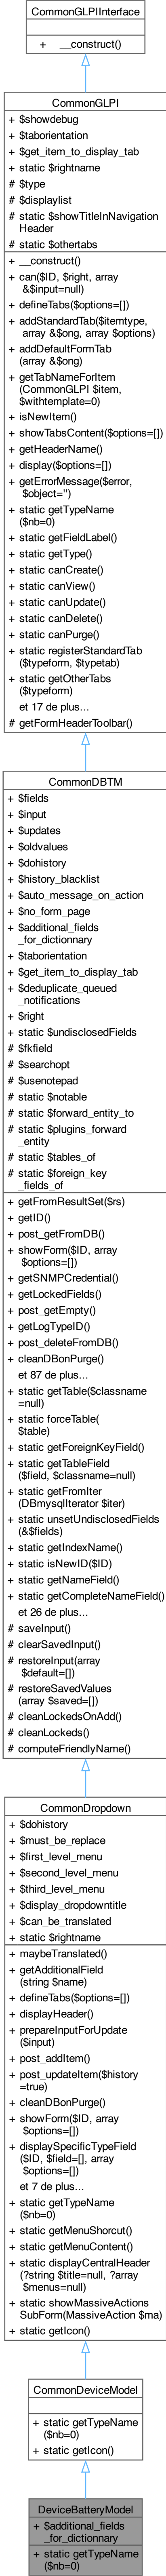 CommonGLPIInterface
+ __construct()
CommonGLPI
+ $showdebug
+ $taborientation
+ $get_item_to_display_tab
+ static $rightname
# $type
# $displaylist
# static $showTitleInNavigation
Header
# static $othertabs
+ __construct()
+ can($ID, $right, array
&$input=null)
+ defineTabs($options=[])
+ addStandardTab($itemtype,
array &$ong, array $options)
+ addDefaultFormTab
(array &$ong)
+ getTabNameForItem
(CommonGLPI $item,
$withtemplate=0)
+ isNewItem()
+ showTabsContent($options=[])
+ getHeaderName()
+ display($options=[])
+ getErrorMessage($error,
$object='')
+ static getTypeName
($nb=0)
+ static getFieldLabel()
+ static getType()
+ static canCreate()
+ static canView()
+ static canUpdate()
+ static canDelete()
+ static canPurge()
+ static registerStandardTab
($typeform, $typetab)
+ static getOtherTabs
($typeform)
et 17 de plus...
# getFormHeaderToolbar()
CommonDBTM
+ $fields
+ $input
+ $updates
+ $oldvalues
+ $dohistory
+ $history_blacklist
+ $auto_message_on_action
+ $no_form_page
+ $additional_fields
_for_dictionnary
+ $taborientation
+ $get_item_to_display_tab
+ $deduplicate_queued
_notifications
+ $right
+ static $undisclosedFields
# $fkfield
# $searchopt
# $usenotepad
# static $notable
# static $forward_entity_to
# static $plugins_forward
_entity
# static $tables_of
# static $foreign_key
_fields_of
+ getFromResultSet($rs)
+ getID()
+ post_getFromDB()
+ showForm($ID, array
$options=[])
+ getSNMPCredential()
+ getLockedFields()
+ post_getEmpty()
+ getLogTypeID()
+ post_deleteFromDB()
+ cleanDBonPurge()
et 87 de plus...
+ static getTable($classname
=null)
+ static forceTable(
$table)
+ static getForeignKeyField()
+ static getTableField
($field, $classname=null)
+ static getFromIter
(DBmysqlIterator $iter)
+ static unsetUndisclosedFields
(&$fields)
+ static getIndexName()
+ static isNewID($ID)
+ static getNameField()
+ static getCompleteNameField()
et 26 de plus...
# saveInput()
# clearSavedInput()
# restoreInput(array
$default=[])
# restoreSavedValues
(array $saved=[])
# cleanLockedsOnAdd()
# cleanLockeds()
# computeFriendlyName()
CommonDropdown
+ $dohistory
+ $must_be_replace
+ $first_level_menu
+ $second_level_menu
+ $third_level_menu
+ $display_dropdowntitle
+ $can_be_translated
+ static $rightname
+ maybeTranslated()
+ getAdditionalField
(string $name)
+ defineTabs($options=[])
+ displayHeader()
+ prepareInputForUpdate
($input)
+ post_addItem()
+ post_updateItem($history
=true)
+ cleanDBonPurge()
+ showForm($ID, array
$options=[])
+ displaySpecificTypeField
($ID, $field=[], array
$options=[])
et 7 de plus...
+ static getTypeName
($nb=0)
+ static getMenuShorcut()
+ static getMenuContent()
+ static displayCentralHeader
(?string $title=null, ?array
$menus=null)
+ static showMassiveActions
SubForm(MassiveAction $ma)
+ static getIcon()
CommonDeviceModel
+ static getTypeName
($nb=0)
+ static getIcon()
DeviceBatteryModel
+ $additional_fields
_for_dictionnary
+ static getTypeName
($nb=0)